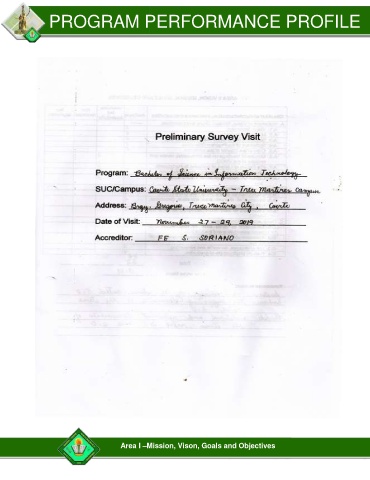 PROGRAM PERFORMANCE PROFILE
Preliminary Survey Visit
Program: Bachelor of Science in Information Technology
SUC/Campus: Cavite State University - Trece Martires Campus
Address: Brgy. Gregorio, Trece Martires City, Cavite
Date of Visit: November 27 - 29, 2019
Accreditor: FE S. SORIANO
Area I –Mission, Vison, Goals and Objectives